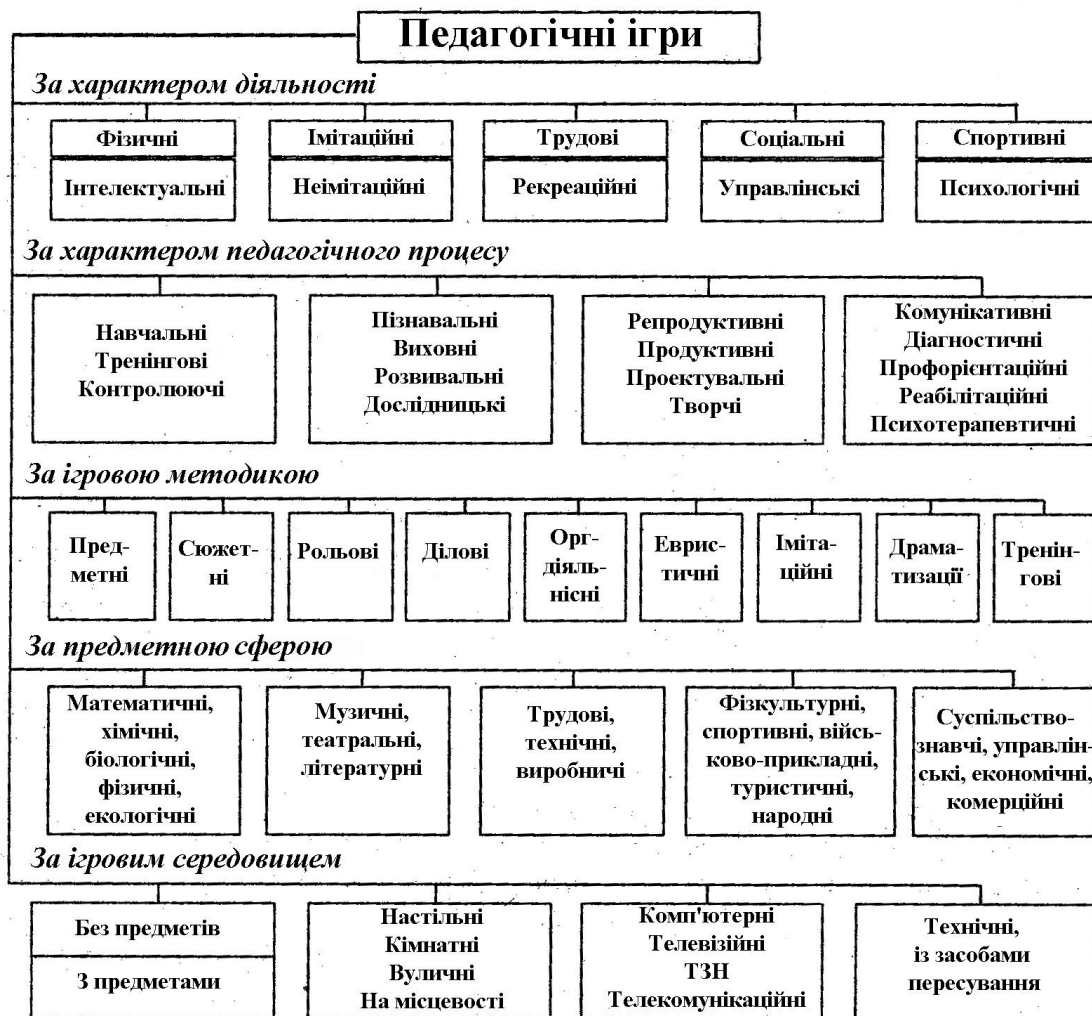 Педагогічні ігри
За характером діяльності
Фізичні
Інтелектуальні
Імітаційні
Неімітаційні
Трудові
Рекреаційні
Соціальні
Управлінські
Спортивні
Психологічні
За характером педагогічного процесу
Навчальні
Тренінгові
Контролюючі
Пізнавальні
Виховні
Розвивальні
Дослідницькі
Репродуктивні
Продуктивні
Проектувальні
Творчі
Комунікативні
Діагностичні
Профорієнтаційні
Реабілітаційні
Психотерапевтичні
За ігровою методикою
Пред-
метні
Сюжет-
ні
Рольові
Ділові
Орг-
діяль-
нісні
Еврис-
тичні
Іміта-
ційні
Драма-
тизації
Тренін-
гові
За предметною сферою
Математичні,
хімічні,
біологічні,
фізичні,
екологічні
Музичні,
театральні,
літературні
Трудові,
технічні,
виробничі
Фізкультурні,
спортивні, війсь-
ково-прикладні,
туристичні,
народні
Суспільство-
знавчі, управлін-
ські, економічні,
комерційні
За ігровим середовищем
Без предметів
З предметами
Настільні
Кімнатні
Вуличні
На місцевості
Комп'ютерні
Телевізійні
ТЗН
Телекомунікаційні
Технічні,
із засобами
пересування